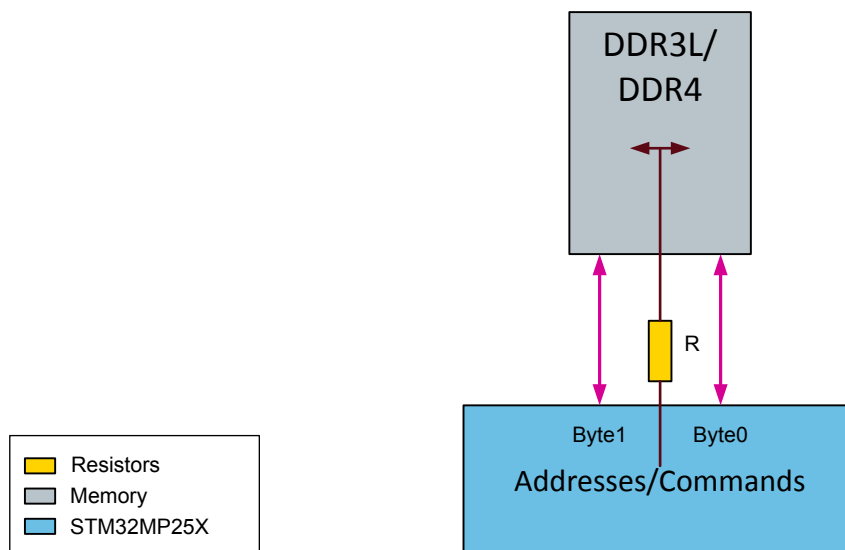 DDR3L/
DDR4
R
Byte1
Byte0
Addresses/Commands
Resistors
Memory
STM32MP25X